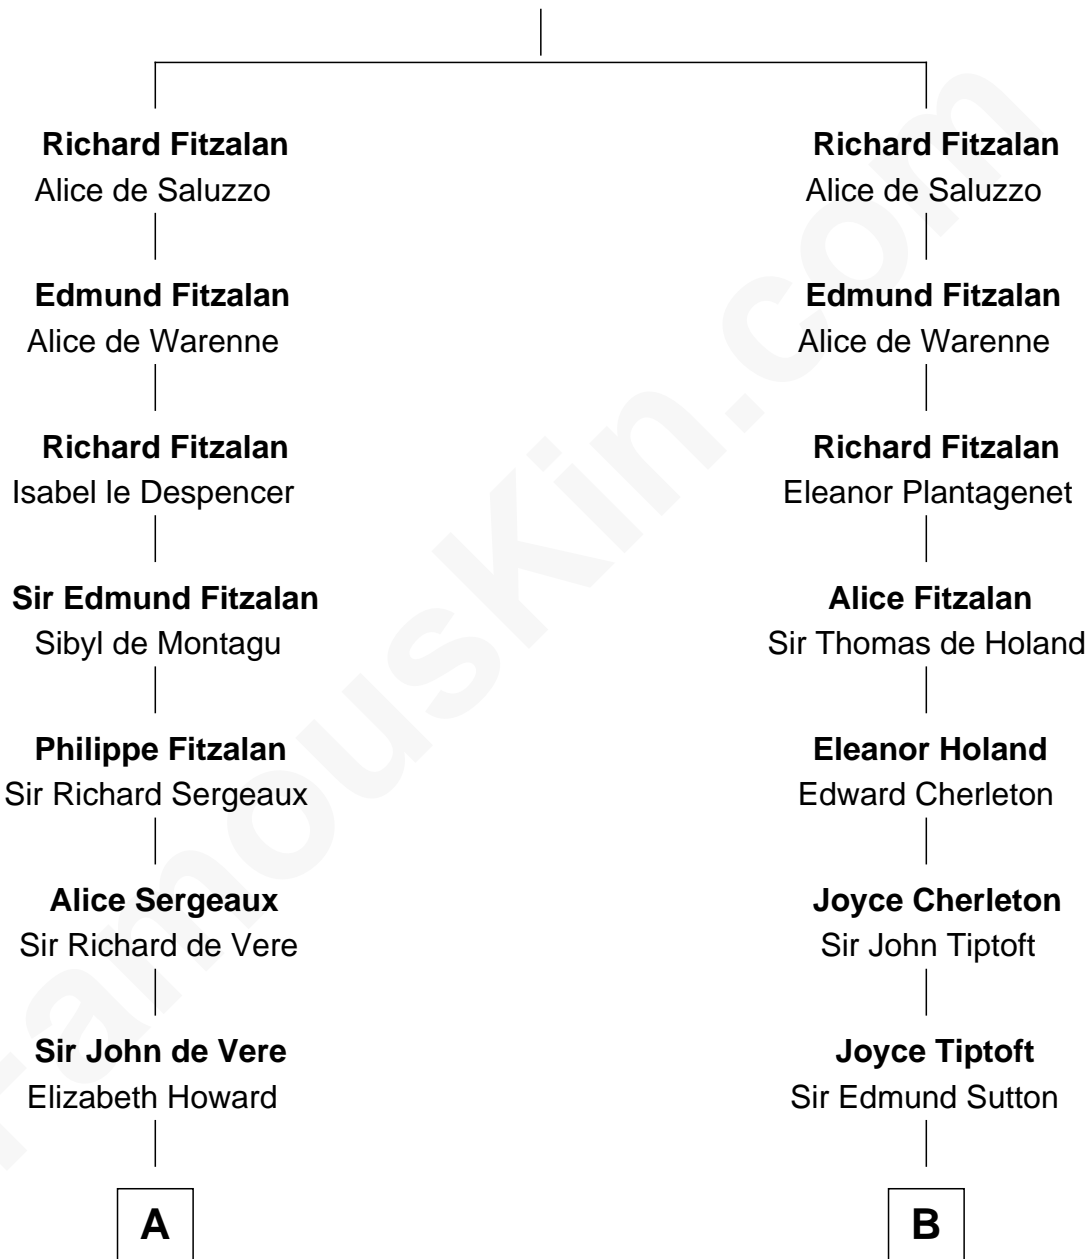 Richard Fitzalan
Alice de Saluzzo
Edmund Fitzalan
Alice de Warenne
Richard Fitzalan
Isabel le Despencer
Sir Edmund Fitzalan
Sibyl de Montagu
Philippe Fitzalan
Sir Richard Sergeaux
Alice Sergeaux
Sir Richard de Vere
Sir John de Vere
Elizabeth Howard
A
Richard Fitzalan
Alice de Saluzzo
Edmund Fitzalan
Alice de Warenne
Richard Fitzalan
Eleanor Plantagenet
Alice Fitzalan
Sir Thomas de Holand
Eleanor Holand
Edward Cherleton
Joyce Cherleton
Sir John Tiptoft
Joyce Tiptoft
Sir Edmund Sutton
B
FamousKin.com